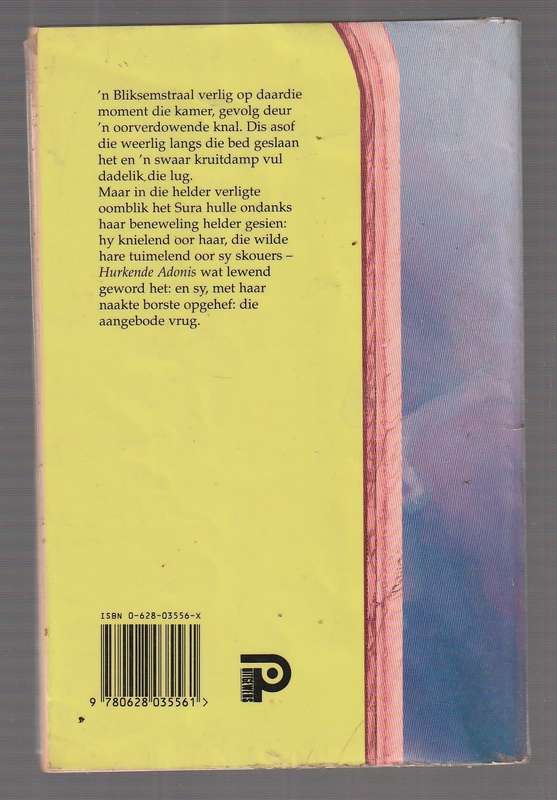 'n Bliksemstraal verlig op daardie
moment die kamer, gevolg deur
'n oorverdowende knal. Dis asof
die weerlig langs die bed geslaan
het en 'n swaar kruitdamp vul
dadelik die lug.
Maar in die helder verligte
oomblik het Sura hulle ondanks
haar beneweling helder gesien:
hy knielend oor haar, die wilde
hare tuimelend oor sy skouers –
Hurkende Adonis wat lewend
geword het: en sy, met haar
naakte borste opgehef: die
aangebode vrug.
ISBN 0-628-03556-X
9 780628 035561 >
UITGEWERS